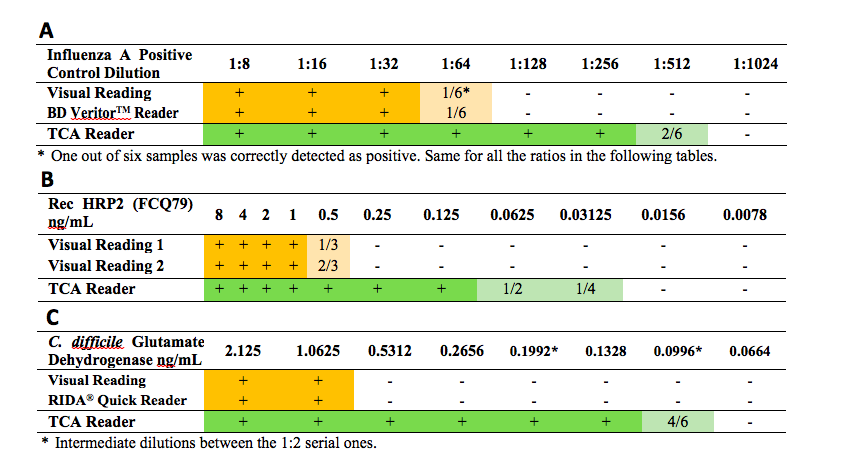 A
Influenza A Positive Control Dilution 1:8 1:16 1:32 1:64 1:128 1:256 1:512 1:1024
Visual Reading + + + 1/6* - - - -
BD Veritor™ Reader + + + 1/6 - - - -
TCA Reader + + + + + + 2/6 -
* One out of six samples was correctly detected as positive. Same for all the ratios in the following tables.
B
Rec HRP2 (FCQ79) ng/mL 8 4 2 1 0.5 0.25 0.125 0.0625 0.03125 0.0156 0.0078
Visual Reading 1 + + + + 1/3 - - - - - -
Visual Reading 2 + + + + 2/3 - - - - - -
TCA Reader + + + + + + + 1/2 1/4 - -
C
C. difficile Glutamate Dehydrogenase ng/mL 2.125 1.0625 0.5312 0.2656 0.1992* 0.1328 0.0996* 0.0664
Visual Reading + + - - - - - -
RIDA® Quick Reader + + - - - - - -
TCA Reader + + + + + + 4/6 -
* Intermediate dilutions between the 1:2 serial ones.